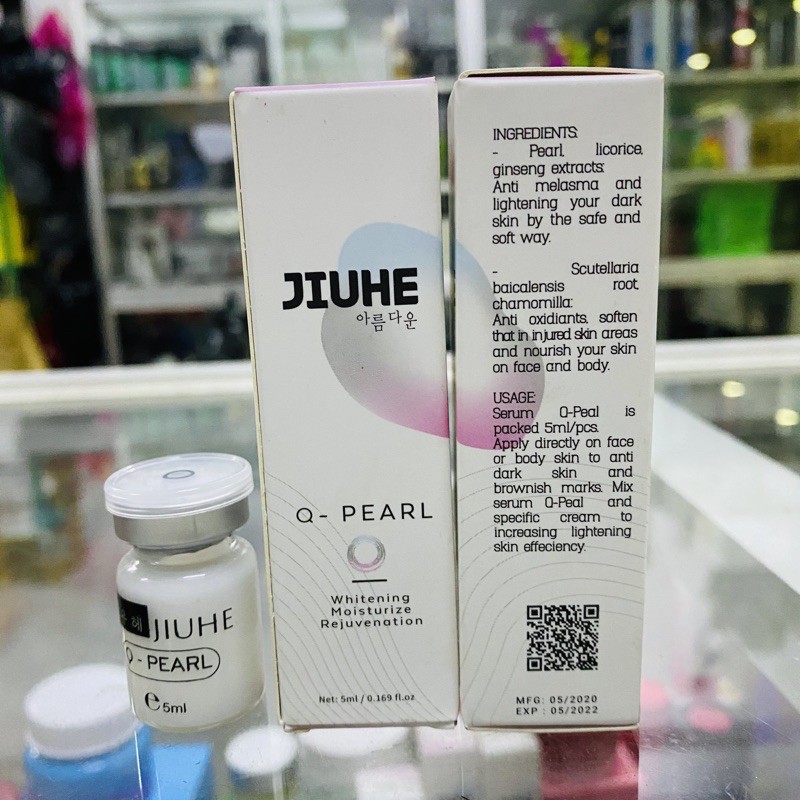 JIUHE
아름다운
Q- PEARL
Whitening
Moisturize
Rejuvenation
Net: 5ml / 0.169 fl.oz
INGREDIENTS:
- Pearl, licorice,
ginseng extracts:
Anti melasma and
lightening your dark
skin by the safe and
soft way.
- Scutellaria
baicalensis root,
chamomilla:
Anti oxidiants, soften
that in injured skin areas
and nourish your skin
on face and body.
USAGE:
Serum Q-Peal is
packed 5ml/pcs.
Apply directly on face
or body skin to anti
dark skin and
brownish marks. Mix
serum Q-Peal and
specific cream to
increasing lightening
skin effeciency.
MFG: 05/2020
EXP : 05/2022
혜 JIUHE
Q - PEARL
e 5ml